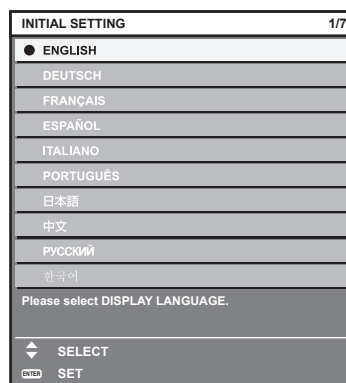 INITIAL SETTING 1/7
ENGLISH
DEUTSCH
FRANÇAIS
ESPAÑOL
ITALIANO
PORTUGUÊS
日本語
中文
РУССКИЙ
한국어
Please select DISPLAY LANGUAGE.
SELECT
ENTER SET